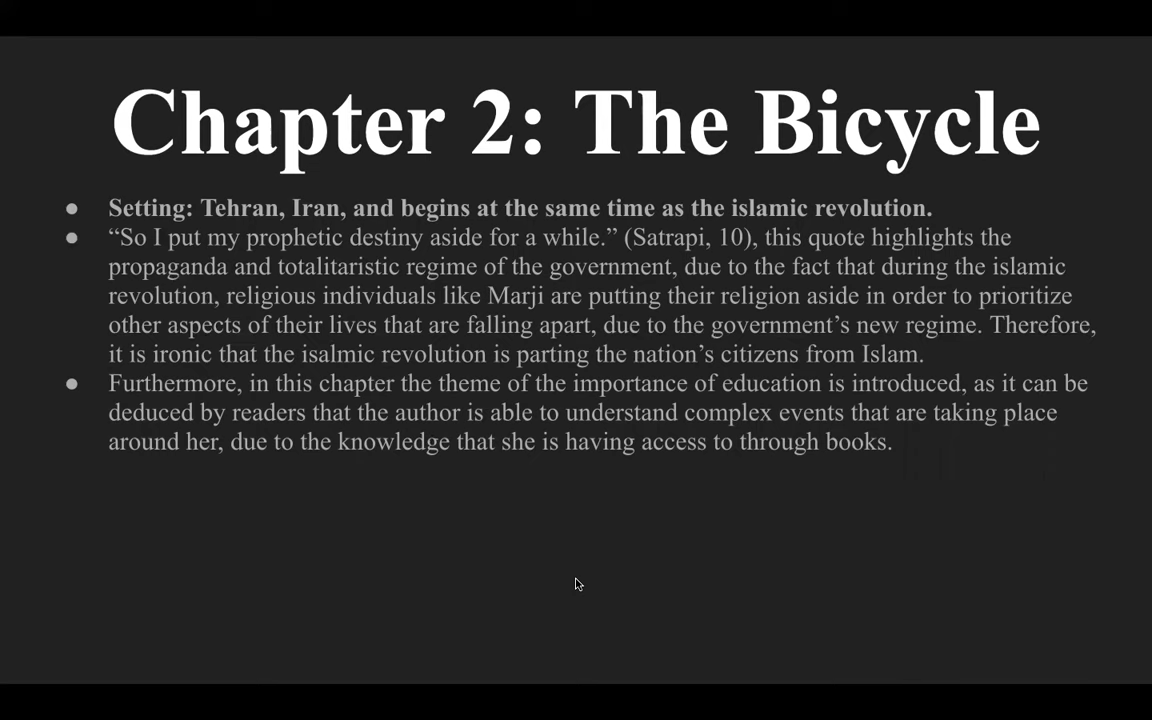 Chapter 2: The Bicycle
● Setting: Tehran, Iran, and begins at the same time as the islamic revolution.
● “So I put my prophetic destiny aside for a while.” (Satrapi, 10), this quote highlights the
propaganda and totalitaristic regime of the government, due to the fact that during the islamic
revolution, religious individuals like Marji are putting their religion aside in order to prioritize
other aspects of their lives that are falling apart, due to the government’s new regime. Therefore,
it is ironic that the isalmic revolution is parting the nation’s citizens from Islam.
● Furthermore, in this chapter the theme of the importance of education is introduced, as it can be
deduced by readers that the author is able to understand complex events that are taking place
around her, due to the knowledge that she is having access to through books.